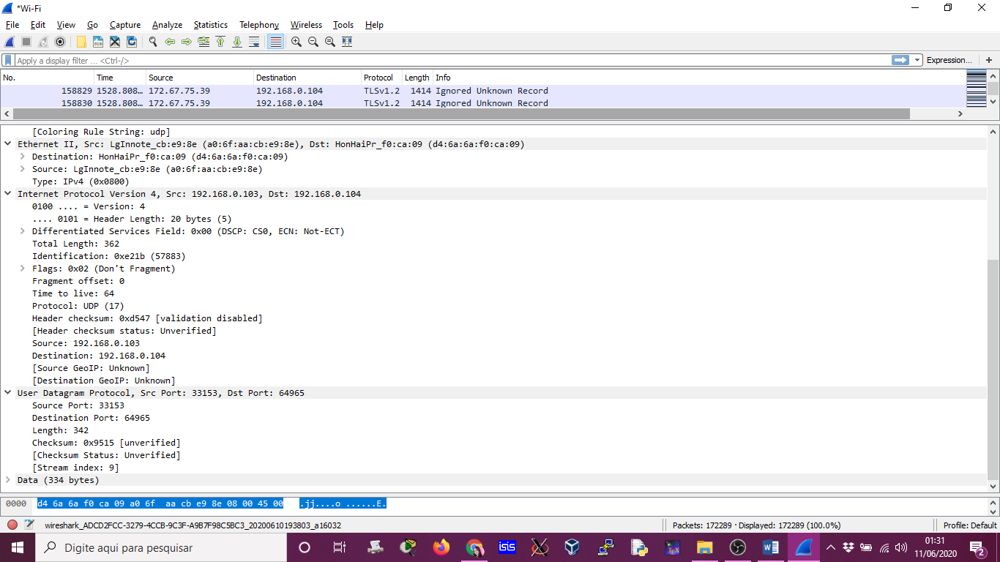 *Wi-Fi
File Edit View Go Capture Analyze Statistics Telephony Wireless Tools Help
Apply a display filter ... <Ctrl-/> Expression... +
No. Time Source Destination Protocol Length Info
158829 1528.808… 172.67.75.39 192.168.0.104 TLSv1.2 1414 Ignored Unknown Record
158830 1528.808… 172.67.75.39 192.168.0.104 TLSv1.2 1414 Ignored Unknown Record
[Coloring Rule String: udp]
Ethernet II, Src: LgInnote_cb:e9:8e (a0:6f:aa:cb:e9:8e), Dst: HonHaiPr_f0:ca:09 (d4:6a:6a:f0:ca:09)
Destination: HonHaiPr_f0:ca:09 (d4:6a:6a:f0:ca:09)
Source: LgInnote_cb:e9:8e (a0:6f:aa:cb:e9:8e)
Type: IPv4 (0x0800)
Internet Protocol Version 4, Src: 192.168.0.103, Dst: 192.168.0.104
0100 .... = Version: 4
.... 0101 = Header Length: 20 bytes (5)
Differentiated Services Field: 0x00 (DSCP: CS0, ECN: Not-ECT)
Total Length: 362
Identification: 0xe21b (57883)
Flags: 0x02 (Don't Fragment)
Fragment offset: 0
Time to live: 64
Protocol: UDP (17)
Header checksum: 0xd547 [validation disabled]
[Header checksum status: Unverified]
Source: 192.168.0.103
Destination: 192.168.0.104
[Source GeoIP: Unknown]
[Destination GeoIP: Unknown]
User Datagram Protocol, Src Port: 33153, Dst Port: 64965
Source Port: 33153
Destination Port: 64965
Length: 342
Checksum: 0x9515 [unverified]
[Checksum Status: Unverified]
[Stream index: 9]
Data (334 bytes)
0000 d4 6a 6a f0 ca 09 a0 6f aa cb e9 8e 08 00 45 00 .jj....o ......E.
wireshark_ADCD2FCC-3279-4CCB-9C3F-A9B7F98C5BC3_20200610193803_a16032 Packets: 172289 · Displayed: 172289 (100.0%) Profile: Default
Digite aqui para pesquisar isis 01:31
11/06/2020 2